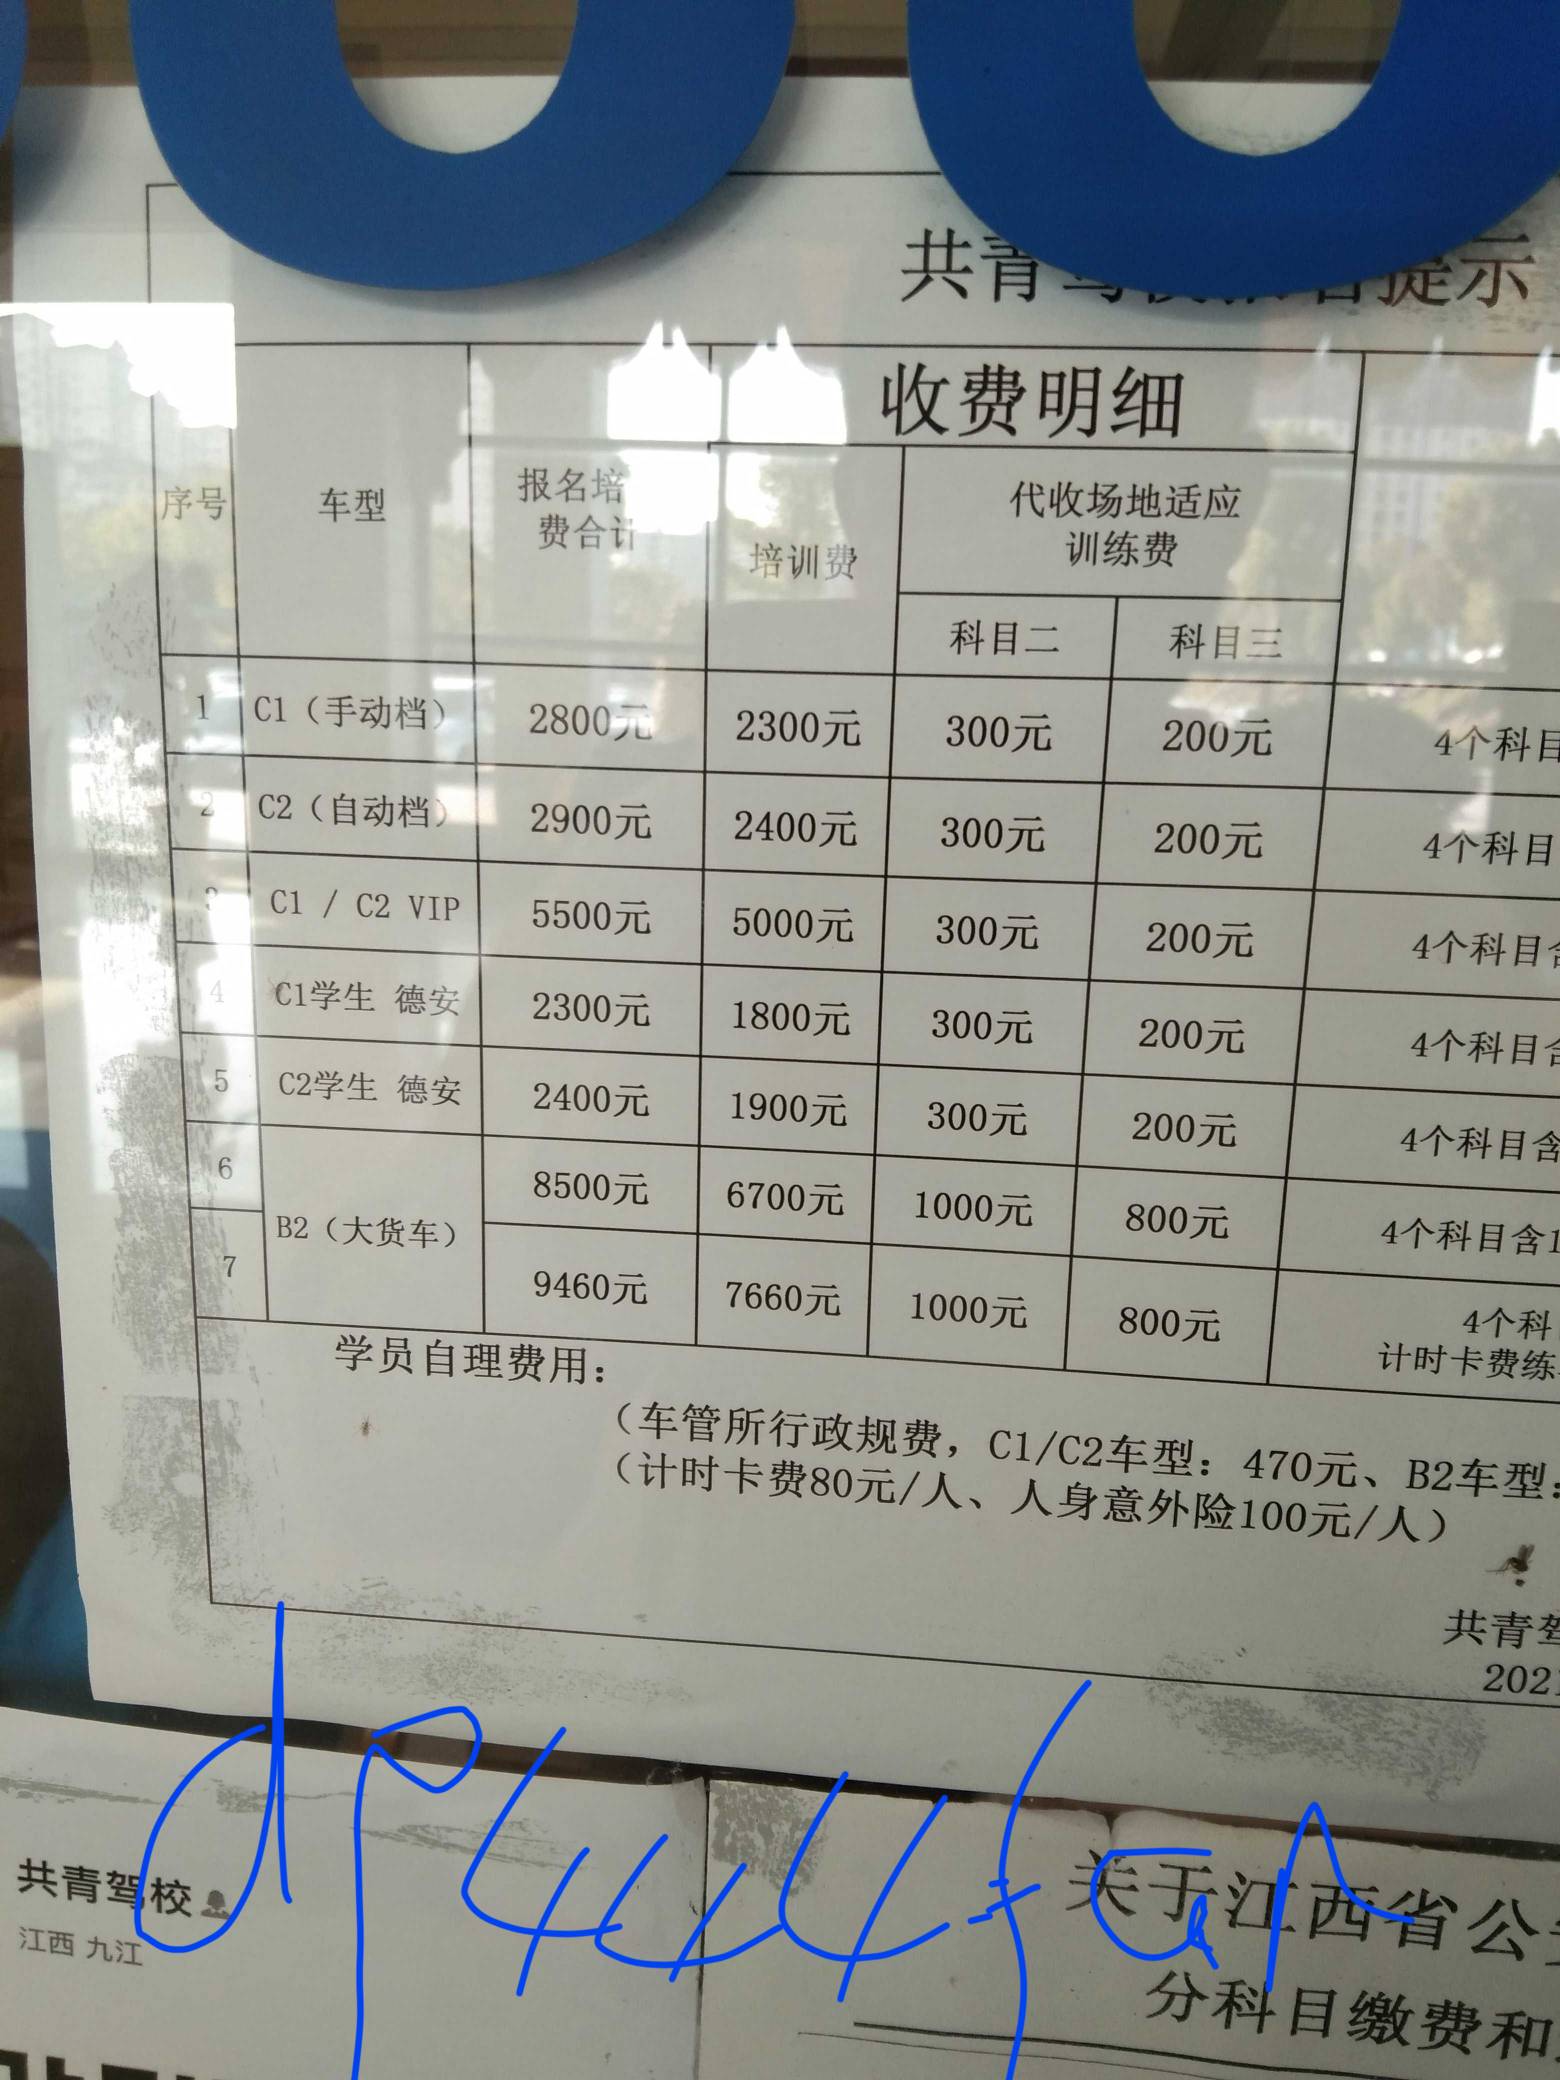 共青
提示
收费明细
序号 车型 报名培 费合计 培训费 代收场地适应
训练费
科目二 科目三
1 C1（手动档） 2800元 2300元 300元 200元 4个科目
2 C2（自动档） 2900元 2400元 300元 200元 4个科目
3 C1 / C2 VIP 5500元 5000元 300元 200元 4个科目含
4 C1学生 德安 2300元 1800元 300元 200元 4个科目含
5 C2学生 德安 2400元 1900元 300元 200元 4个科目含
6 B2（大货车） 8500元 6700元 1000元 800元 4个科目含1
7 9460元 7660元 1000元 800元 4个科
计时卡费练
学员自理费用：
（车管所行政规费，C1/C2车型：470元、B2车型：
（计时卡费80元/人、人身意外险100元/人）
共青驾
2021
共青驾校
江西 九江
关于江西省公
分科目缴费和